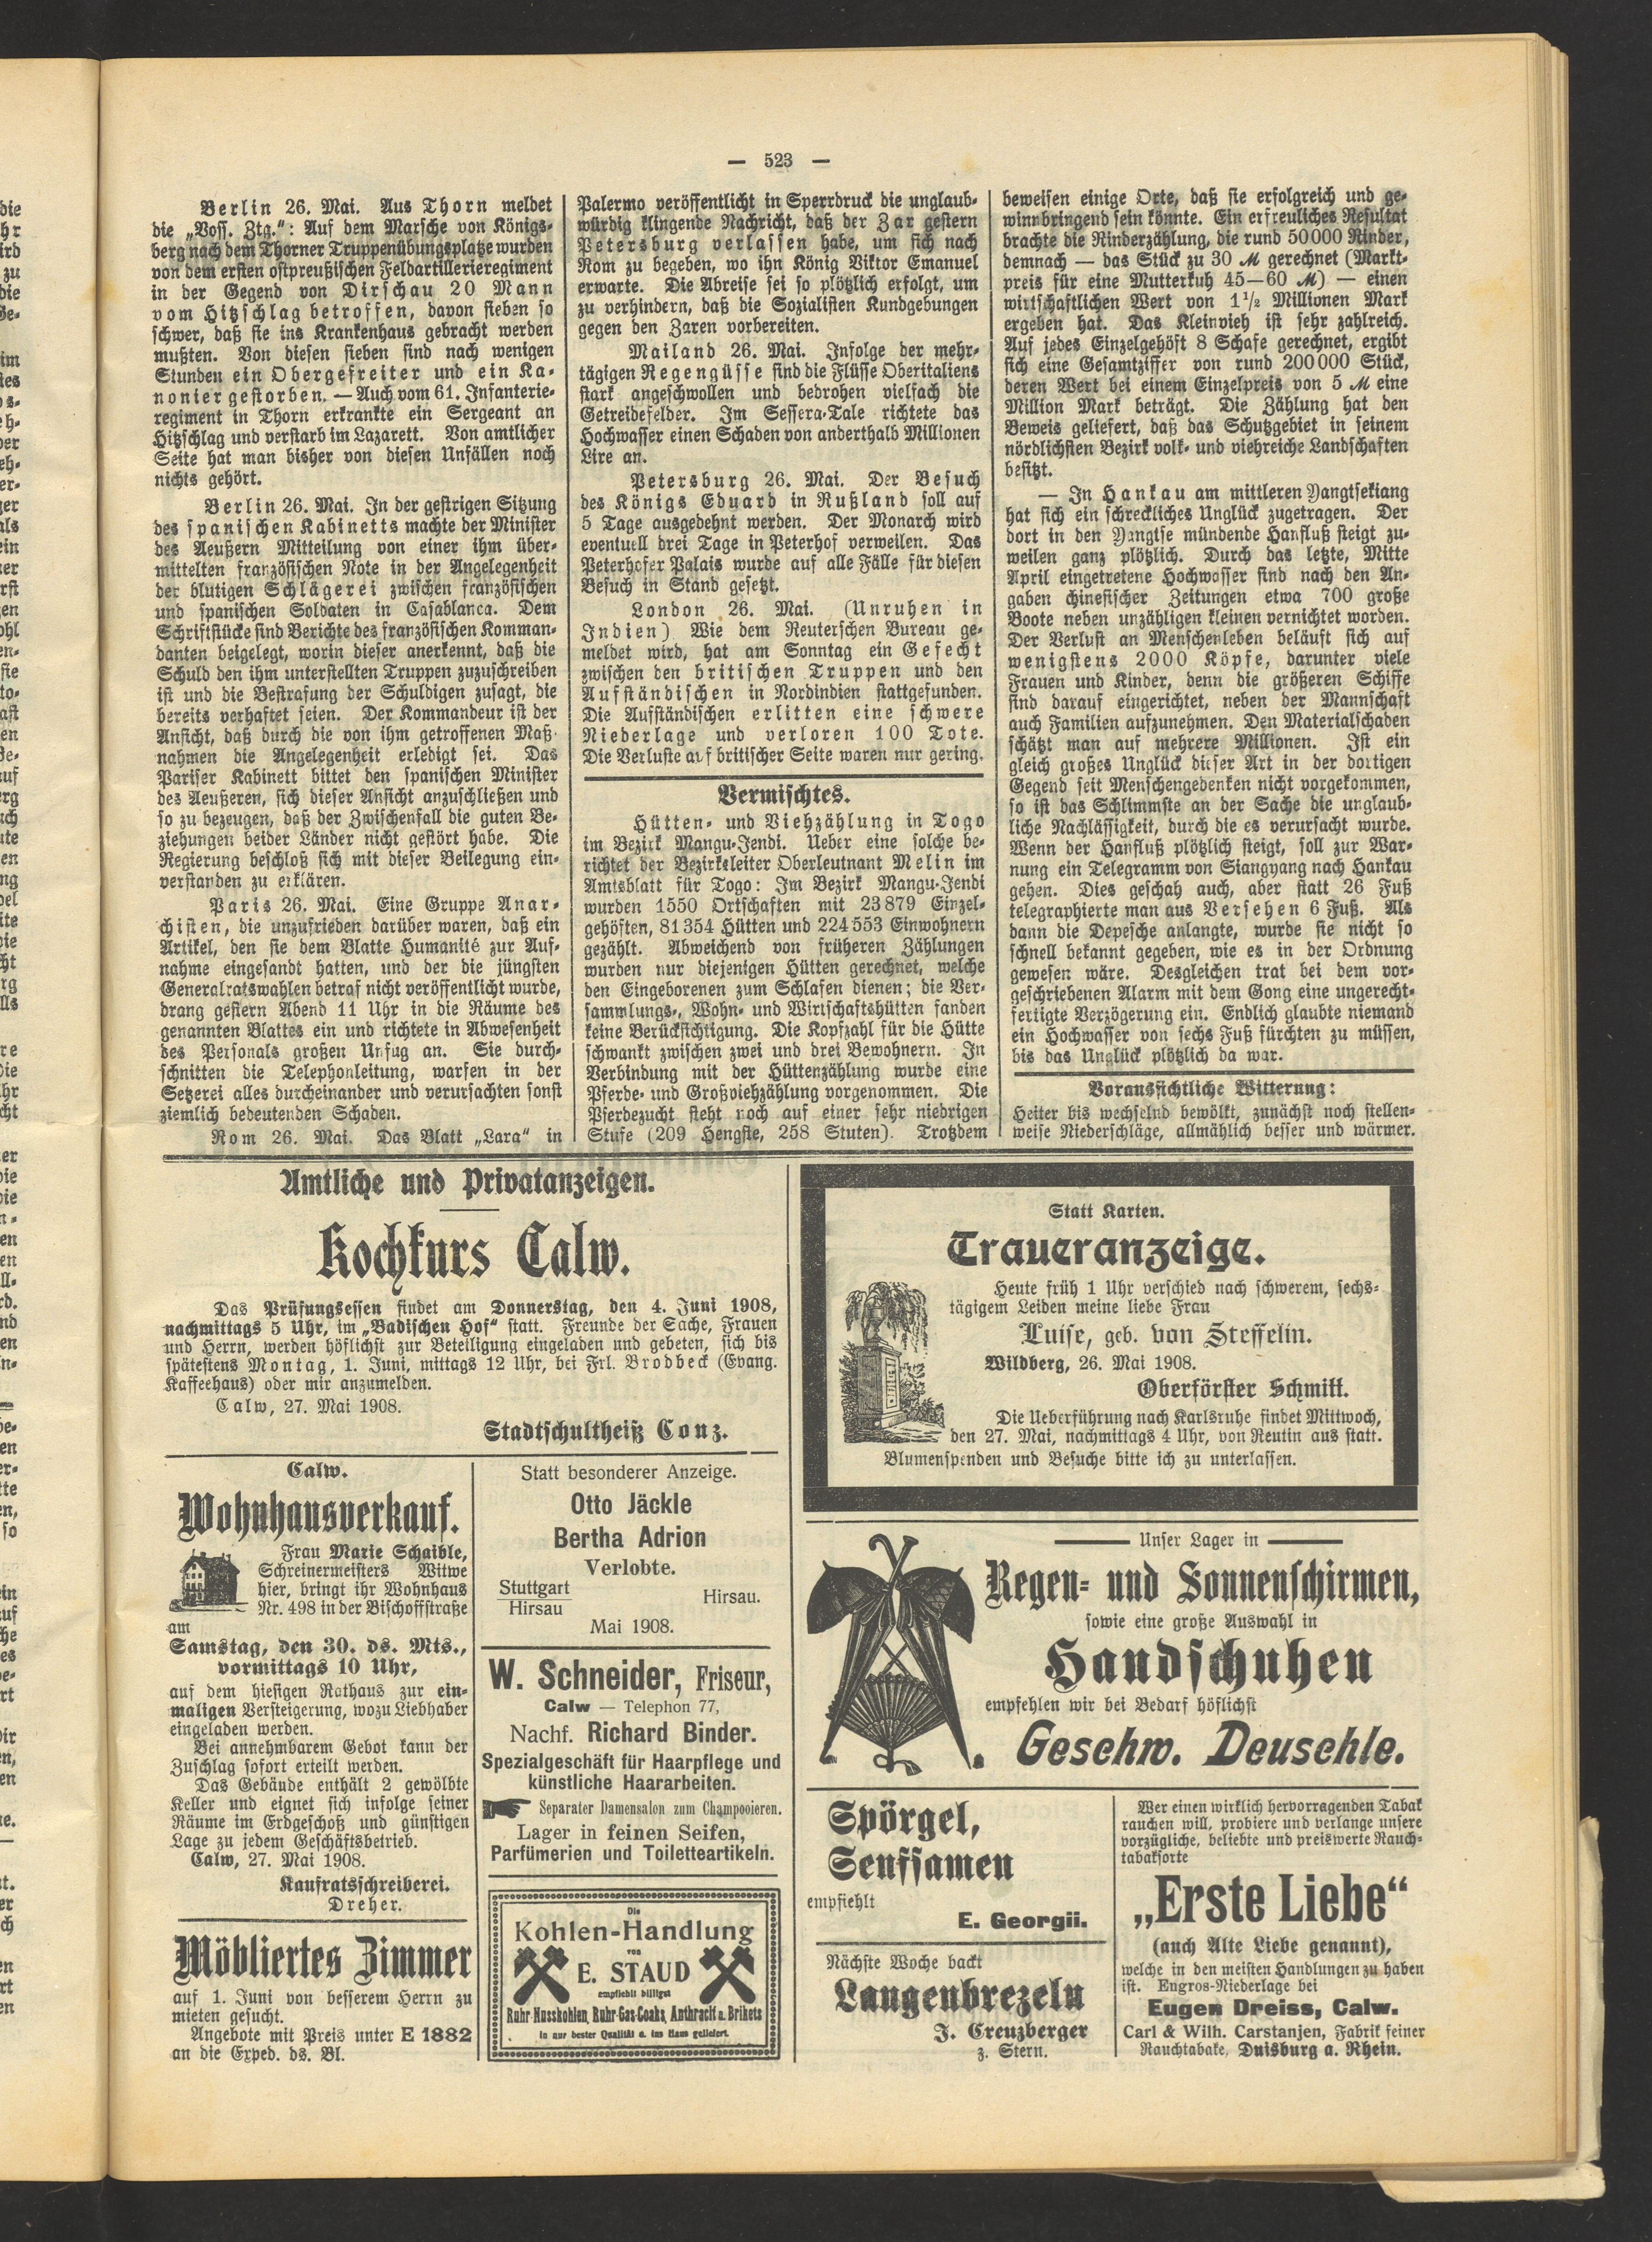 — 523 —
Berlin 26. Mai. Aus Thorn meldet
die „Voss. Ztg.“: Auf dem Marsche von Königs-
berg nach dem Thorner Truppenübungsplatze wurden
von dem ersten ostpreußischen Feldartillerieregiment
in der Gegend von Dirschau 20 Mann
vom Hitzschlag betroffen, davon sieben so
schwer, daß sie ins Krankenhaus gebracht werden
mußten. Von diesen sieben sind nach wenigen
Stunden ein Obergefreiter und ein Ka-
nonier gestorben. — Auch vom 61. Infanterie-
regiment in Thorn erkrankte ein Sergeant an
Hitzschlag und verstarb im Lazarett. Von amtlicher
Seite hat man bisher von diesen Unfällen noch
nichts gehört.
Berlin 26. Mai. In der gestrigen Sitzung
des spanischen Kabinetts machte der Minister
des Aeußern Mitteilung von einer ihm über-
mittelten französischen Note in der Angelegenheit
der blutigen Schlägerei zwischen französischen
und spanischen Soldaten in Casablanca. Dem
Schriftstücke sind Berichte des französischen Komman-
danten beigelegt, worin dieser anerkennt, daß die
Schuld den ihm unterstellten Truppen zuzuschreiben
ist und die Bestrafung der Schuldigen zusagt, die
bereits verhaftet seien. Der Kommandeur ist der
Ansicht, daß durch die von ihm getroffenen Maß-
nahmen die Angelegenheit erledigt sei. Das
Pariser Kabinett bittet den spanischen Minister
des Aeußeren, sich dieser Ansicht anzuschließen und
so zu bezeugen, daß der Zwischenfall die guten Be-
ziehungen beider Länder nicht gestört habe. Die
Regierung beschloß sich mit dieser Beilegung ein-
verstanden zu erklären.
Paris 26. Mai. Eine Gruppe Anar-
chisten, die unzufrieden darüber waren, daß ein
Artikel, den sie dem Blatte Humanité zur Auf-
nahme eingesandt hatten, und der die jüngsten
Generalratswahlen betraf nicht veröffentlicht wurde,
drang gestern Abend 11 Uhr in die Räume des
genannten Blattes ein und richtete in Abwesenheit
des Personals großen Unfug an. Sie durch-
schnitten die Telephonleitung, warfen in der
Setzerei alles durcheinander und verursachten sonst
ziemlich bedeutenden Schaden.
Rom 26. Mai. Das Blatt „Lara“ in
Palermo veröffentlicht in Sperrdruck die unglaub-
würdig klingende Nachricht, daß der Zar gestern
Petersburg verlassen habe, um sich nach
Rom zu begeben, wo ihn König Viktor Emanuel
erwarte. Die Abreise sei so plötzlich erfolgt, um
zu verhindern, daß die Sozialisten Kundgebungen
gegen den Zaren vorbereiten.
Mailand 26. Mai. Infolge der mehr-
tägigen Regengüsse sind die Flüsse Oberitaliens
stark angeschwollen und bedrohen vielfach die
Getreidefelder. Im Sessera-Tale richtete das
Hochwasser einen Schaden von anderthalb Millionen
Lire an.
Petersburg 26. Mai. Der Besuch
des Königs Eduard in Rußland soll auf
5 Tage ausgedehnt werden. Der Monarch wird
eventuell drei Tage in Peterhof verweilen. Das
Peterhofer Palais wurde auf alle Fälle für diesen
Besuch in Stand gesetzt.
London 26. Mai. (Unruhen in
Indien) Wie dem Reuterschen Bureau ge-
meldet wird, hat am Sonntag ein Gefecht
zwischen den britischen Truppen und den
Aufständischen in Nordindien stattgefunden.
Die Aufständischen erlitten eine schwere
Niederlage und verloren 100 Tote.
Die Verluste auf britischer Seite waren nur gering.
Vermischtes.
Hütten- und Viehzählung in Togo
im Bezirk Mangu-Jendi. Ueber eine solche be-
richtet der Bezirksleiter Oberleutnant Melin im
Amtsblatt für Togo: Im Bezirk Mangu-Jendi
wurden 1550 Ortschaften mit 23879 Einzel-
gehöften, 81354 Hütten und 224553 Einwohnern
gezählt. Abweichend von früheren Zählungen
wurden nur diejenigen Hütten gerechnet, welche
den Eingeborenen zum Schlafen dienen; die Ver-
sammlungs-, Wohn- und Wirtschaftshütten fanden
keine Berücksichtigung. Die Kopfzahl für die Hütte
schwankt zwischen zwei und drei Bewohnern. In
Verbindung mit der Hüttenzählung wurde eine
Pferde- und Großviehzählung vorgenommen. Die
Pferdezucht steht noch auf einer sehr niedrigen
Stufe (209 Hengste, 258 Stuten). Trotzdem
beweisen einige Orte, daß sie erfolgreich und ge-
winnbringend sein könnte. Ein erfreuliches Resultat
brachte die Rinderzählung, die rund 50000 Rinder,
demnach — das Stück zu 30 ℳ gerechnet (Markt-
preis für eine Mutterkuh 45—60 ℳ) — einen
wirtschaftlichen Wert von 1½ Millionen Mark
ergeben hat. Das Kleinvieh ist sehr zahlreich.
Auf jedes Einzelgehöft 8 Schafe gerechnet, ergibt
sich eine Gesamtziffer von rund 200000 Stück,
deren Wert bei einem Einzelpreis von 5 ℳ eine
Million Mark beträgt. Die Zählung hat den
Beweis geliefert, daß das Schutzgebiet in seinem
nördlichsten Bezirk volk- und viehreiche Landschaften
besitzt.
— In Hankau am mittleren Yangtsekiang
hat sich ein schreckliches Unglück zugetragen. Der
dort in den Yangtse mündende Hanfluß steigt zu-
weilen ganz plötzlich. Durch das letzte, Mitte
April eingetretene Hochwasser sind nach den An-
gaben chinesischer Zeitungen etwa 700 große
Boote neben unzähligen kleinen vernichtet worden.
Der Verlust an Menschenleben beläuft sich auf
wenigstens 2000 Köpfe, darunter viele
Frauen und Kinder, denn die größeren Schiffe
sind darauf eingerichtet, neben der Mannschaft
auch Familien aufzunehmen. Den Materialschaden
schätzt man auf mehrere Millionen. Ist ein
gleich großes Unglück dieser Art in der dortigen
Gegend seit Menschengedenken nicht vorgekommen,
so ist das Schlimmste an der Sache die unglaub-
liche Nachlässigkeit, durch die es verursacht wurde.
Wenn der Hanfluß plötzlich steigt, soll zur War-
nung ein Telegramm von Siangyang nach Hankau
gehen. Dies geschah auch, aber statt 26 Fuß
telegraphierte man aus Versehen 6 Fuß. Als
dann die Depesche anlangte, wurde sie nicht so
schnell bekannt gegeben, wie es in der Ordnung
gewesen wäre. Desgleichen trat bei dem vor-
geschriebenen Alarm mit dem Gong eine ungerecht-
fertigte Verzögerung ein. Endlich glaubte niemand
ein Hochwasser von sechs Fuß fürchten zu müssen,
bis das Unglück plötzlich da war.
Voraussichtliche Witterung:
Heiter bis wechselnd bewölkt, zunächst noch stellen-
weise Niederschläge, allmählich besser und wärmer.
Amtliche und Privatanzeigen.
Kochkurs Calw.
Das Prüfungsessen findet am Donnerstag, den 4. Juni 1908,
nachmittags 5 Uhr, im „Badischen Hof“ statt. Freunde der Sache, Frauen
und Herrn, werden höflichst zur Beteiligung eingeladen und gebeten, sich bis
spätestens Montag, 1. Juni, mittags 12 Uhr, bei Frl. Brodbeck (Evang.
Kaffeehaus) oder mir anzumelden.
Calw, 27. Mai 1908.
Stadtschultheiß Conz.
Calw.
Wohnhausverkauf.
Frau Marie Schaible,
Schreinermeisters Witwe
hier, bringt ihr Wohnhaus
Nr. 498 in der Bischoffstraße
am
Samstag, den 30. ds. Mts.,
vormittags 10 Uhr,
auf dem hiesigen Rathaus zur ein-
maligen Versteigerung, wozu Liebhaber
eingeladen werden.
Bei annehmbarem Gebot kann der
Zuschlag sofort erteilt werden.
Das Gebäude enthält 2 gewölbte
Keller und eignet sich infolge seiner
Räume im Erdgeschoß und günstigen
Lage zu jedem Geschäftsbetrieb.
Calw, 27. Mai 1908.
Kaufratsschreiberei.
Dreher.
Möbliertes Zimmer
auf 1. Juni von besserem Herrn zu
mieten gesucht.
Angebote mit Preis unter E 1882
an die Exped. ds. Bl.
Statt besonderer Anzeige.
Otto Jäckle
Bertha Adrion
Verlobte.
Stuttgart
Hirsau
Hirsau.
Mai 1908.
W. Schneider, Friseur,
Calw — Telephon 77,
Nachf. Richard Binder.
Spezialgeschäft für Haarpflege und
künstliche Haararbeiten.
Separater Damensalon zum Champooieren.
Lager in feinen Seifen,
Parfümerien und Toiletteartikeln.
Die
Kohlen-Handlung
von
E. STAUD
empfiehlt billigst
Ruhr-Nusskohlen, Ruhr-Gas-Coaks, Anthracit u. Brikets
in nur bester Qualität u. ins Haus geliefert.
Statt Karten.
Traueranzeige.
Heute früh 1 Uhr verschied nach schwerem, sechs-
tägigem Leiden meine liebe Frau
Luise, geb. von Steffelin.
Wildberg, 26. Mai 1908.
Oberförster Schmitt.
Die Ueberführung nach Karlsruhe findet Mittwoch,
den 27. Mai, nachmittags 4 Uhr, von Reutin aus statt.
Blumenspenden und Besuche bitte ich zu unterlassen.
Unser Lager in
Regen- und Sonnenschirmen,
sowie eine große Auswahl in
Handschuhen
empfehlen wir bei Bedarf höflichst
Geschw. Deuschle.
Spörgel,
Senfsamen
empfiehlt
E. Georgii.
Nächste Woche backt
Laugenbrezeln
J. Creuzberger
z. Stern.
Wer einen wirklich hervorragenden Tabak
rauchen will, probiere und verlange unsere
vorzügliche, beliebte und preiswerte Rauch-
tabaksorte
„Erste Liebe“
(auch Alte Liebe genannt),
welche in den meisten Handlungen zu haben
ist. Engros-Niederlage bei
Eugen Dreiss, Calw.
Carl & Wilh. Carstanjen, Fabrik feiner
Rauchtabake, Duisburg a. Rhein.